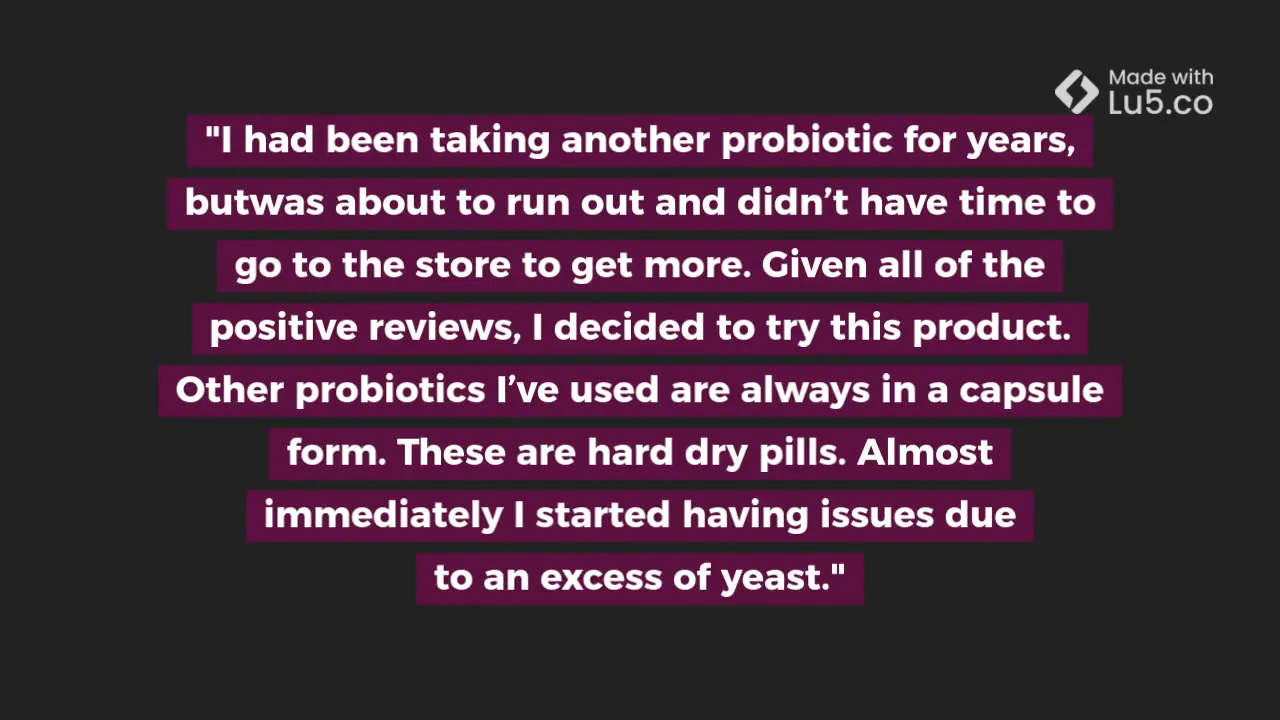 Made with
Lu5.co
"I had been taking another probiotic for years,
butwas about to run out and didn’t have time to
go to the store to get more. Given all of the
positive reviews, I decided to try this product.
Other probiotics I’ve used are always in a capsule
form. These are hard dry pills. Almost
immediately I started having issues due
to an excess of yeast."